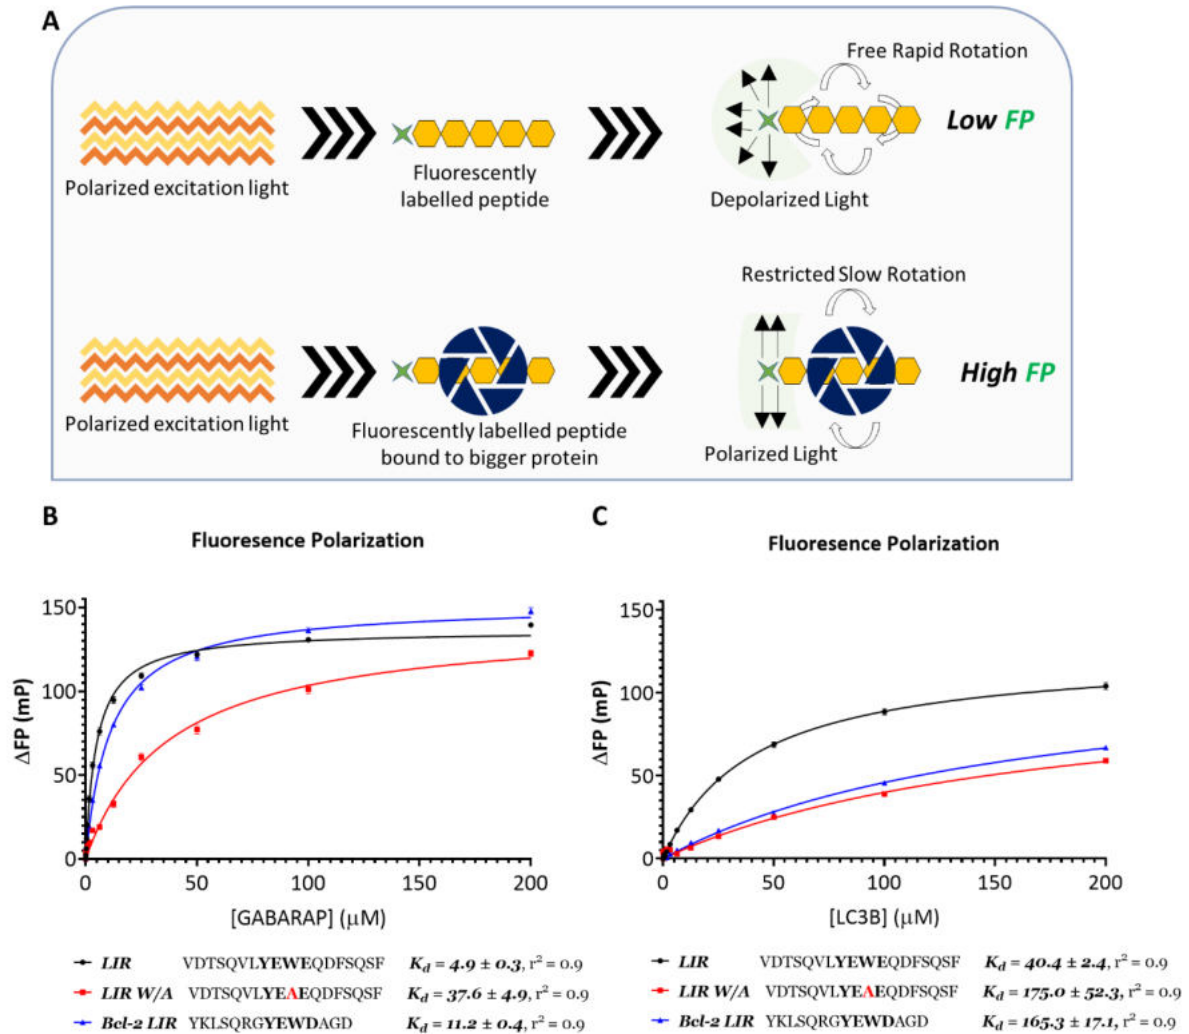 A
Free Rapid Rotation
Low FP
Polarized excitation light
Fluorescently
labelled peptide
Depolarized Light
Restricted Slow Rotation
High FP
Polarized excitation light
Fluorescently labelled peptide
bound to bigger protein
Polarized Light
B
Fluoresence Polarization
ΔFP (mP)
150
100
50
0
0 50 100 150 200
[GABARAP] (μM)
LIR VDTSQVLYEWEQDFSQSF Kd = 4.9 ± 0.3, r² = 0.9
LIR W/A VDTSQVLYEAEQDFSQSF Kd = 37.6 ± 4.9, r² = 0.9
Bcl-2 LIR YKLSQRGYEWDAGD Kd = 11.2 ± 0.4, r² = 0.9
C
Fluoresence Polarization
ΔFP (mP)
150
100
50
0
0 50 100 150 200
[LC3B] (μM)
LIR VDTSQVLYEWEQDFSQSF Kd = 40.4 ± 2.4, r² = 0.9
LIR W/A VDTSQVLYEAEQDFSQSF Kd = 175.0 ± 52.3, r² = 0.9
Bcl-2 LIR YKLSQRGYEWDAGD Kd = 165.3 ± 17.1, r² = 0.9